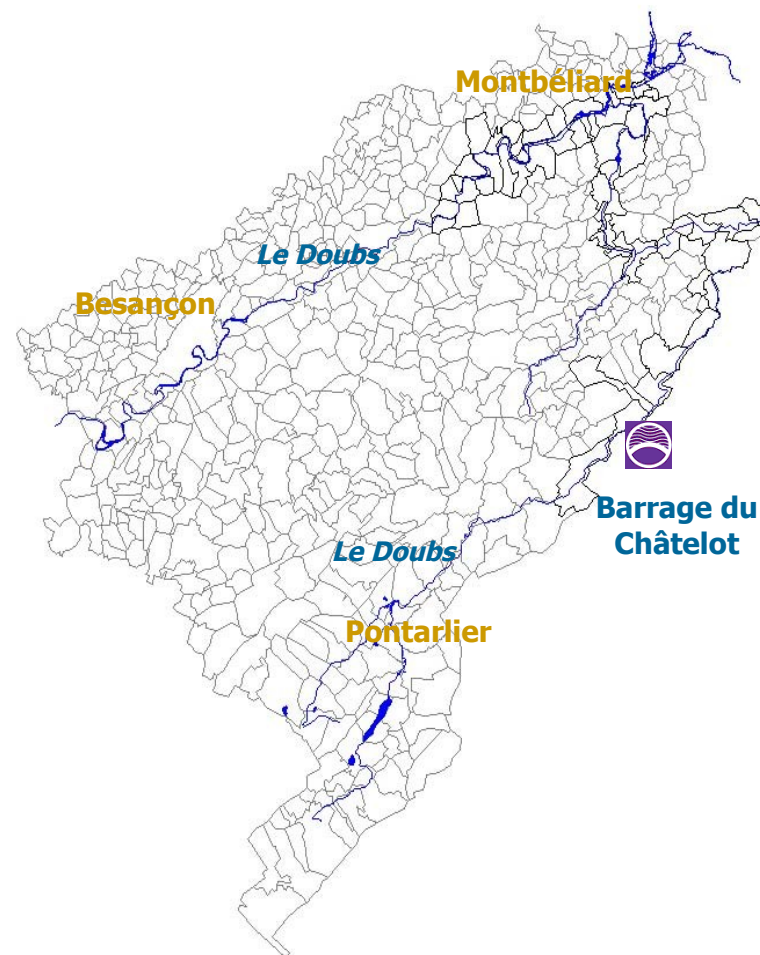 Montbéliard
Le Doubs
Besançon
Barrage du
Châtelot
Le Doubs
Pontarlier